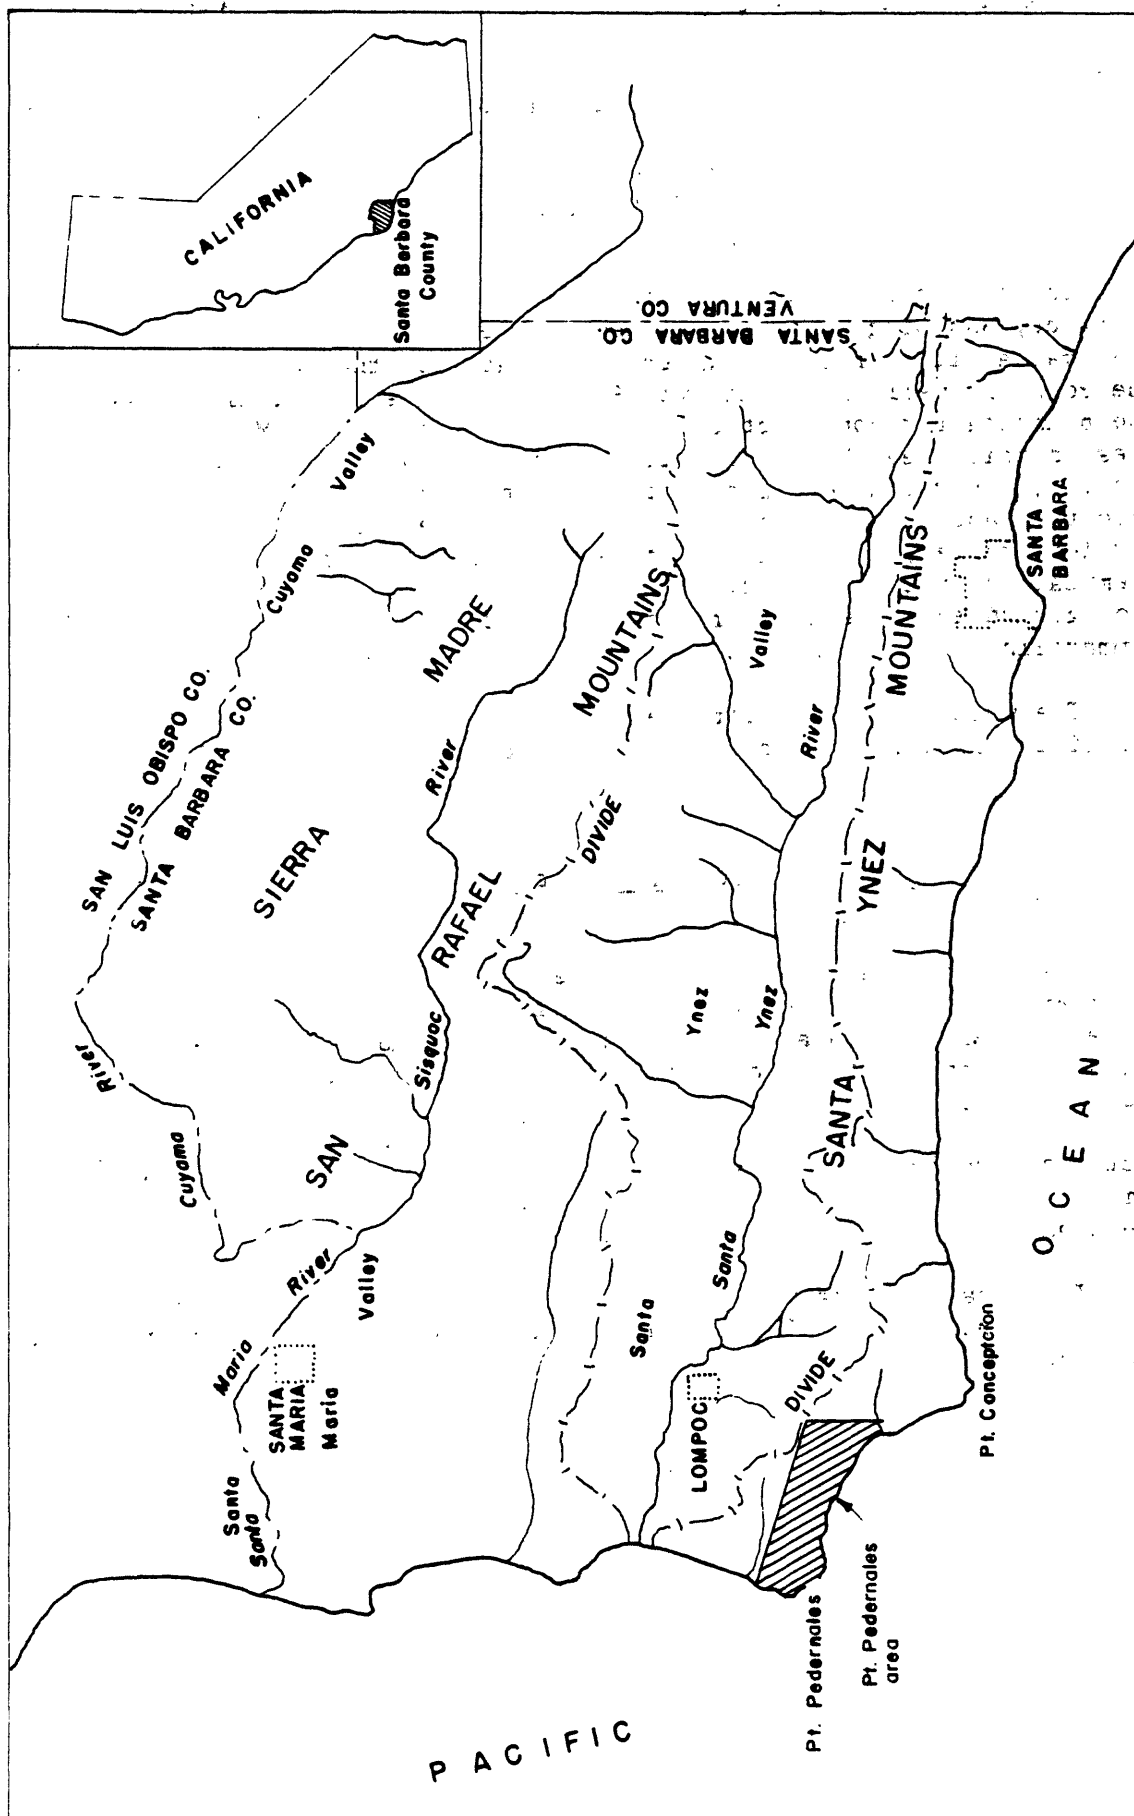 CALIFORNIA
Santa Barbara
County
SAN LUIS OBISPO CO.
SANTA BARBARA CO.
SANTA BARBARA CO.
VENTURA CO.
Cuyama
River
Cuyama
Valley
SIERRA
MADRE
Santa
Maria
River
Santa
Maria
Valley
SANTA
MARIA
Sisquoc
River
SAN
RAFAEL
MOUNTAINS
DIVIDE
Santa
Ynez
Valley
Santa
Ynez
River
LOMPOC
DIVIDE
SANTA
YNEZ
MOUNTAINS
SANTA
BARBARA
Pt. Pedernales
Pt. Pedernales
area
Pt. Conceptcion
PACIFIC
OCEAN